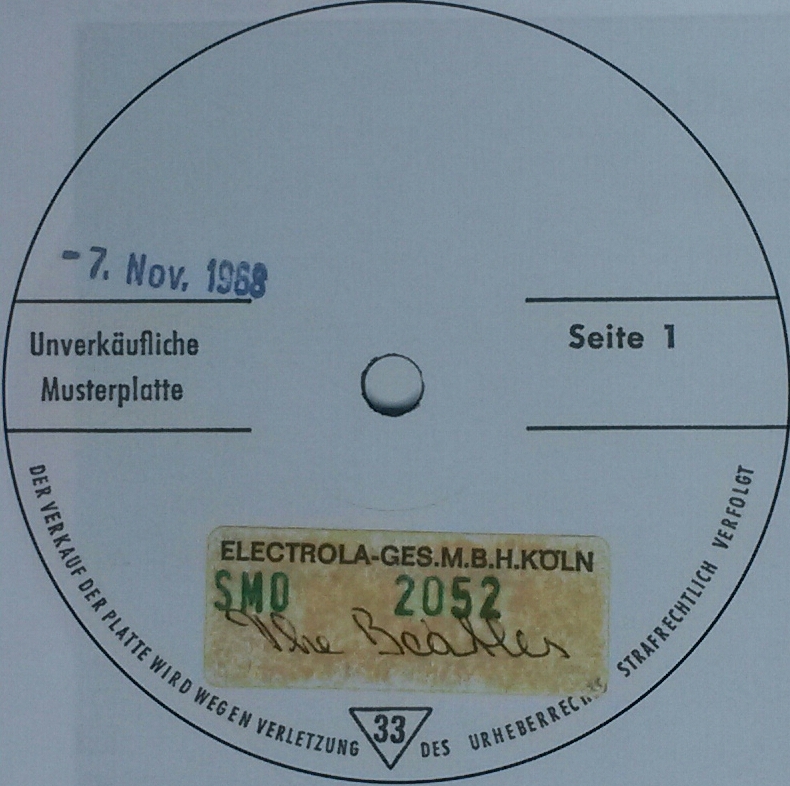 -7. Nov. 1968
Unverkäufliche
Musterplatte
Seite 1
ELECTROLA-GES.M.B.H.KÖLN
SMO 2052
The Beatles
33
DER VERKAUF DER PLATTE WIRD WEGEN VERLETZUNG DES URHEBERRECHTS STRAFRECHTLICH VERFOLGT